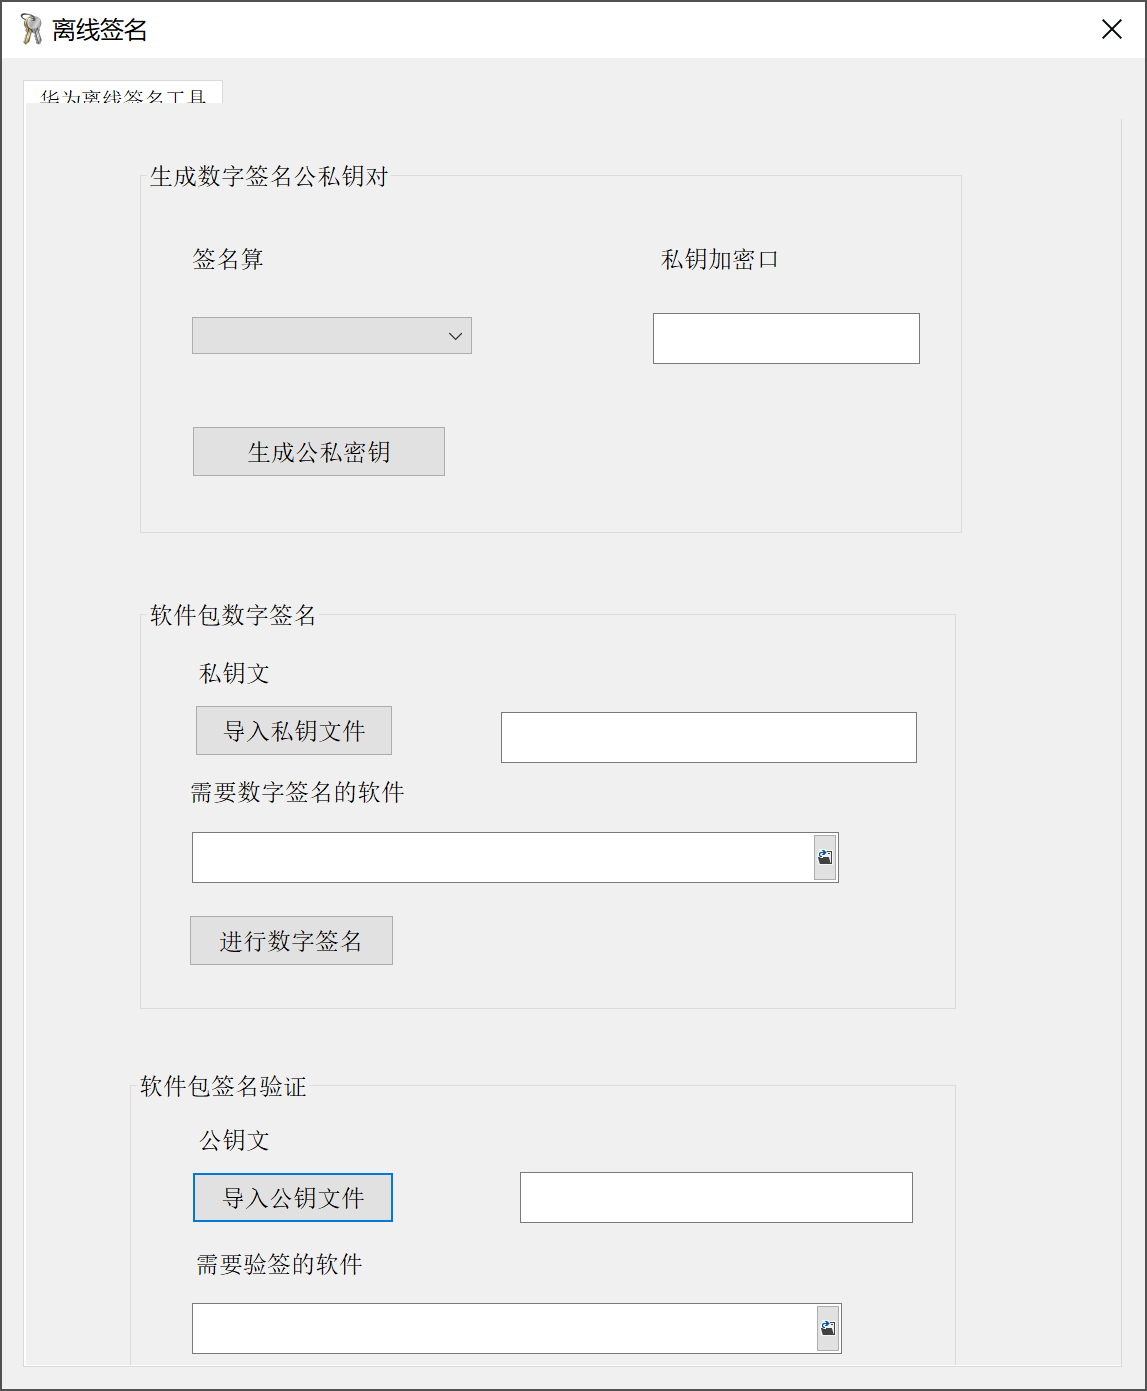 离线签名
华为离线签名工具
生成数字签名公私钥对
签名算
私钥加密口
生成公私密钥
软件包数字签名
私钥文
导入私钥文件
需要数字签名的软件
进行数字签名
软件包签名验证
公钥文
导入公钥文件
需要验签的软件